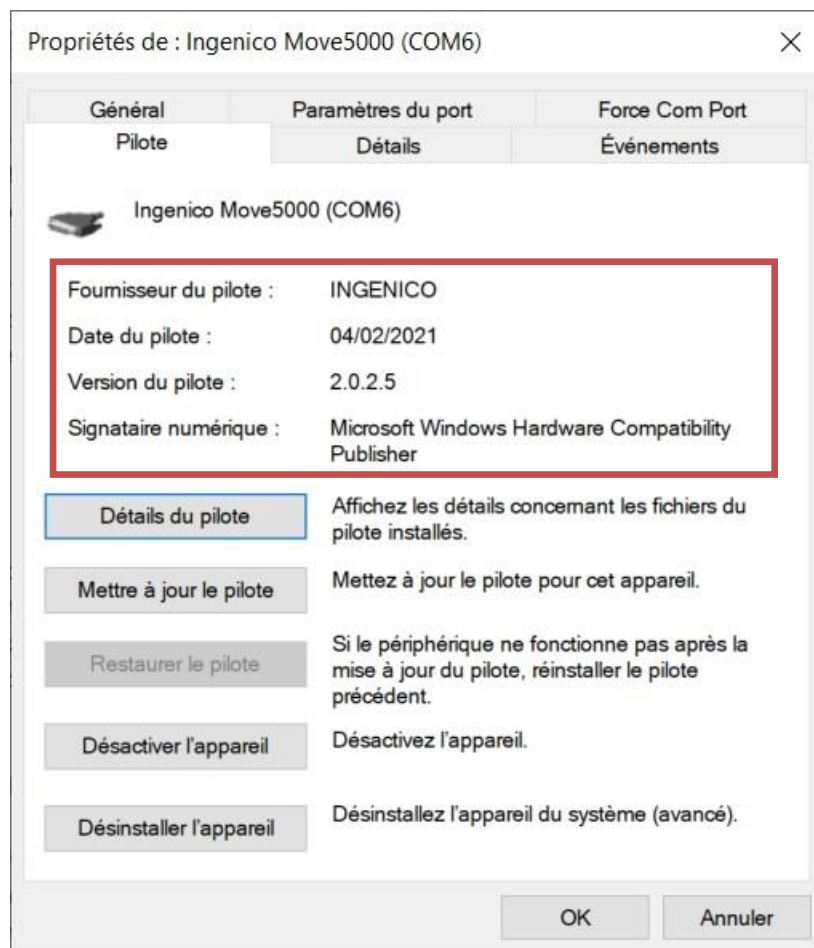 Propriétés de : Ingenico Move5000 (COM6)
Général
Paramètres du port
Force Com Port
Pilote
Détails
Événements
Ingenico Move5000 (COM6)
Fournisseur du pilote : INGENICO
Date du pilote : 04/02/2021
Version du pilote : 2.0.2.5
Signataire numérique : Microsoft Windows Hardware Compatibility
Publisher
Détails du pilote
Affichez les détails concernant les fichiers du
pilote installés.
Mettre à jour le pilote
Mettez à jour le pilote pour cet appareil.
Restaurer le pilote
Si le périphérique ne fonctionne pas après la
mise à jour du pilote, réinstaller le pilote
précédent.
Désactiver l'appareil
Désactivez l'appareil.
Désinstaller l'appareil
Désinstallez l'appareil du système (avancé).
OK
Annuler